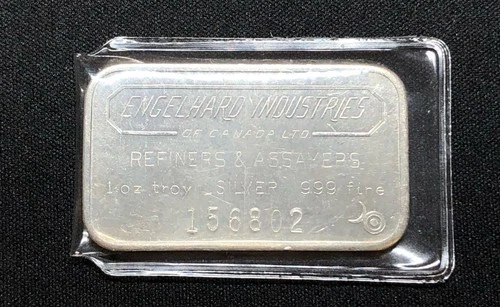 ENGELHARD INDUSTRIES
OF CANADA LTD
REFINERS & ASSAYERS
1 oz troy SILVER 999 fine
156802